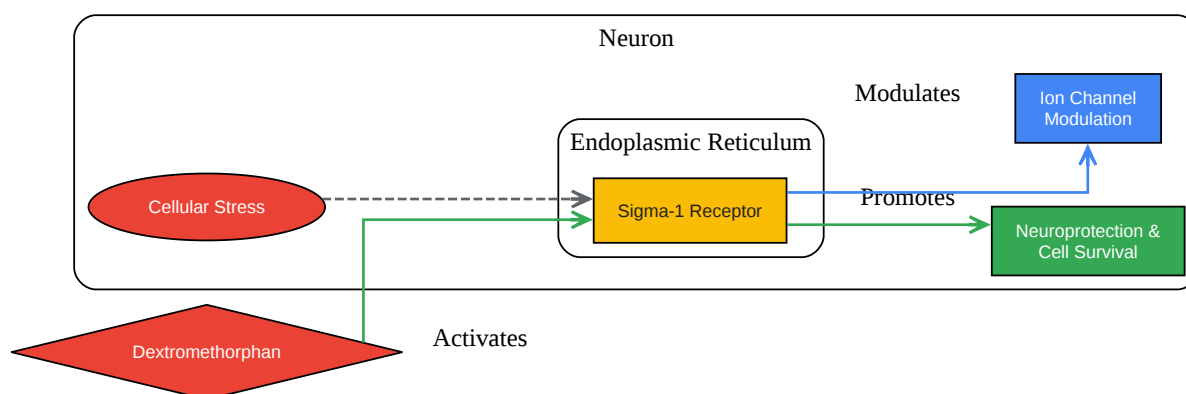 Neuron
Modulates
Ion Channel
Modulation
Endoplasmic Reticulum
Cellular Stress
Sigma-1 Receptor
Promotes
Neuroprotection &
Cell Survival
Dextromethorphan
Activates